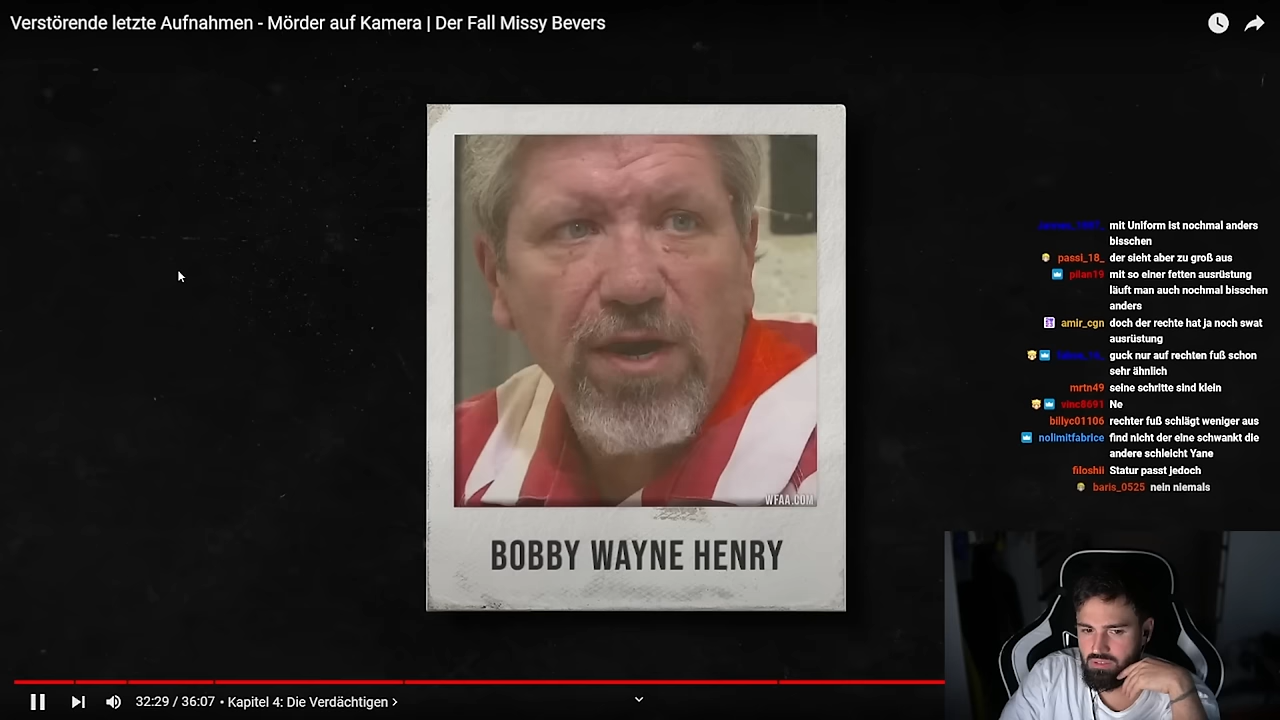 Verstörende letzte Aufnahmen - Mörder auf Kamera | Der Fall Missy Bevers
WFAA.COM
BOBBY WAYNE HENRY
mit Uniform ist nochmal anders
bisschen
passi_18_ der sieht aber zu groß aus
pilan19 mit so einer fetten ausrüstung
läuft man auch nochmal bisschen
anders
amir_cgn doch der rechte hat ja noch swat
ausrüstung
guck nur auf rechten fuß schon
sehr ähnlich
mrtn49 seine schritte sind klein
vinc8691 Ne
billyc01106 rechter fuß schlägt weniger aus
nolimitfabrice find nicht der eine schwankt die
andere schleicht Yane
filoshii Statur passt jedoch
baris_0525 nein niemals
32:29 / 36:07 • Kapitel 4: Die Verdächtigen